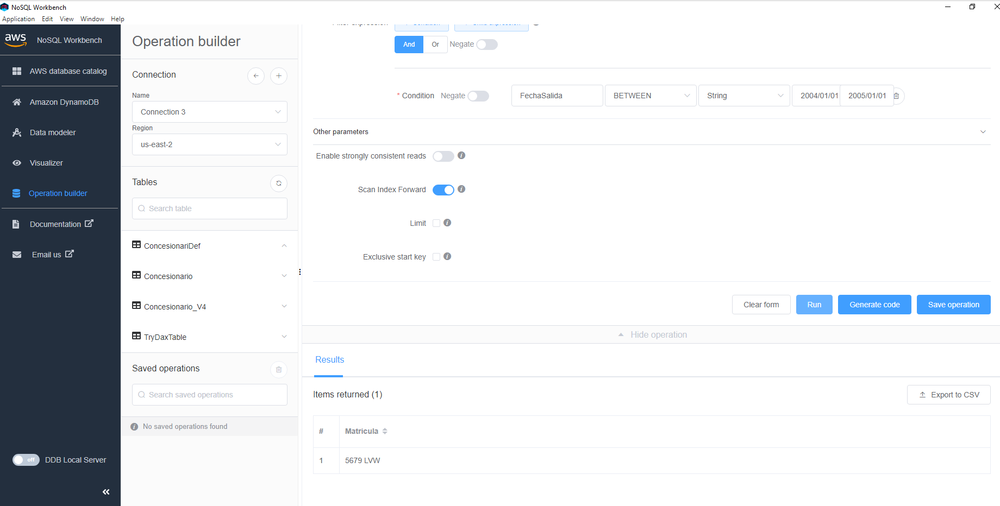 NoSQL Workbench
Application Edit View Window Help
aws NoSQL Workbench
AWS database catalog
Amazon DynamoDB
Data modeler
Visualizer
Operation builder
Documentation
Email us
off DDB Local Server
Operation builder
Connection
Name
Connection 3
Region
us-east-2
Tables
Search table
ConcesionariDef
Concesionario
Concesionario_V4
TryDaxTable
Saved operations
Search saved operations
No saved operations found
Filter expression + Condition + Child expression
And Or Negate
* Condition Negate FechaSalida BETWEEN String 2004/01/01 2005/01/01
Other parameters
Enable strongly consistent reads
Scan Index Forward
Limit
Exclusive start key
Clear form Run Generate code Save operation
Hide operation
Results
Items returned (1) Export to CSV
# Matricula
1 5679 LVW